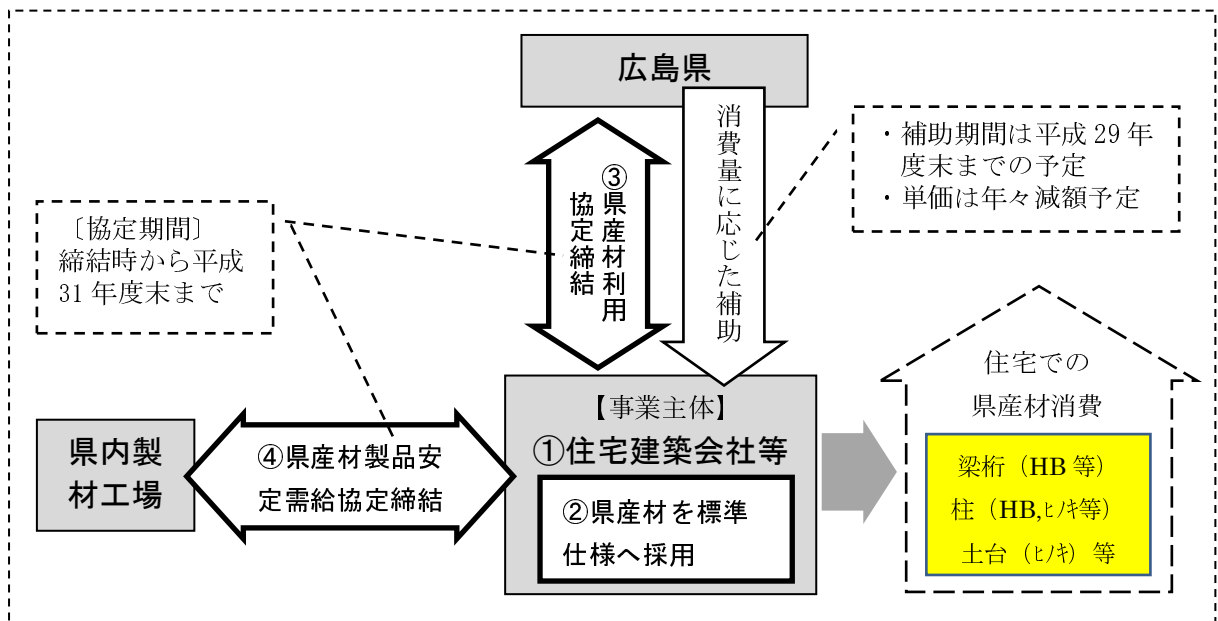 広島県
消費量に応じた補助
・補助期間は平成 29 年
度末までの予定
・単価は年々減額予定
③県産材利用
協定締結
〔協定期間〕
締結時から平成
31 年度末まで
県内製
材工場
④県産材製品安
定需給協定締結
【事業主体】
①住宅建築会社等
②県産材を標準
仕様へ採用
住宅での
県産材消費
梁桁（HB 等）
柱（HB,ﾋﾉｷ等）
土台（ﾋﾉｷ）等